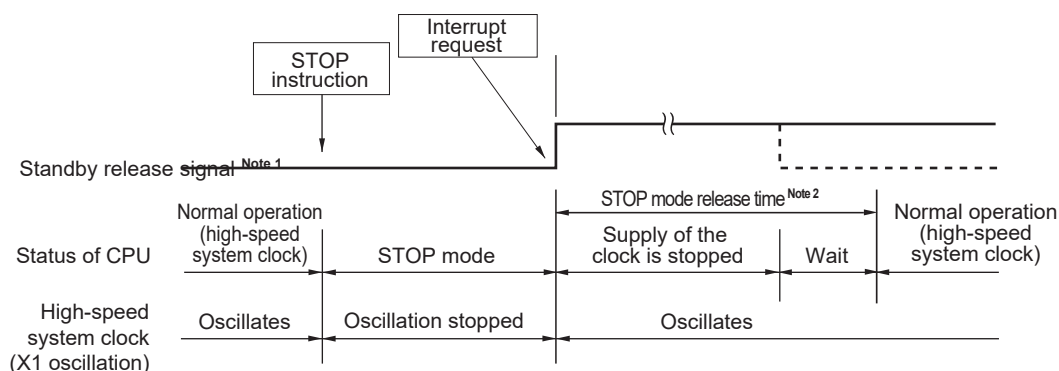 Interrupt
request
STOP
instruction
Standby release signal Note 1
STOP mode release time Note 2
Status of CPU
Normal operation
(high-speed
system clock)
STOP mode
Supply of the
clock is stopped
Wait
Normal operation
(high-speed
system clock)
High-speed
system clock
(X1 oscillation)
Oscillates
Oscillation stopped
Oscillates